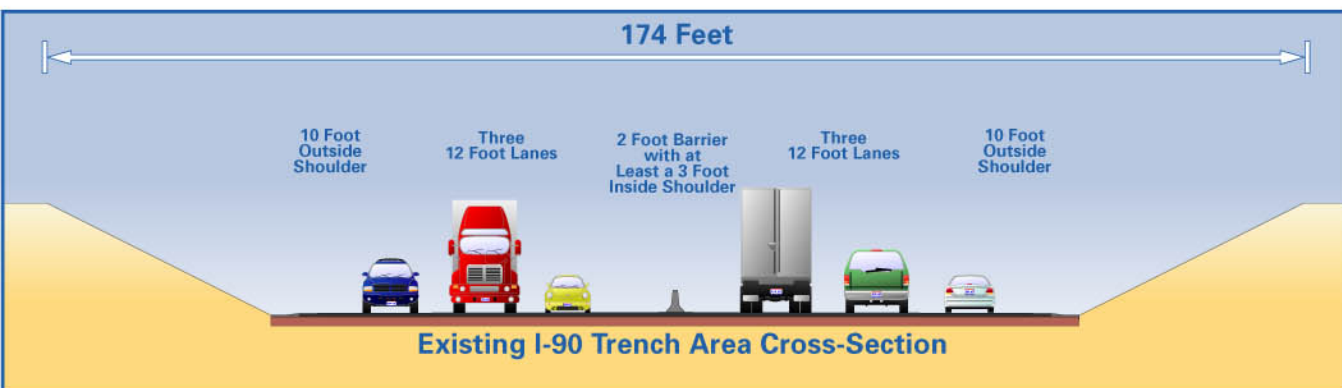 174 Feet
10 Foot
Outside
Shoulder
Three
12 Foot Lanes
2 Foot Barrier
with at
Least a 3 Foot
Inside Shoulder
Three
12 Foot Lanes
10 Foot
Outside
Shoulder
Existing I-90 Trench Area Cross-Section